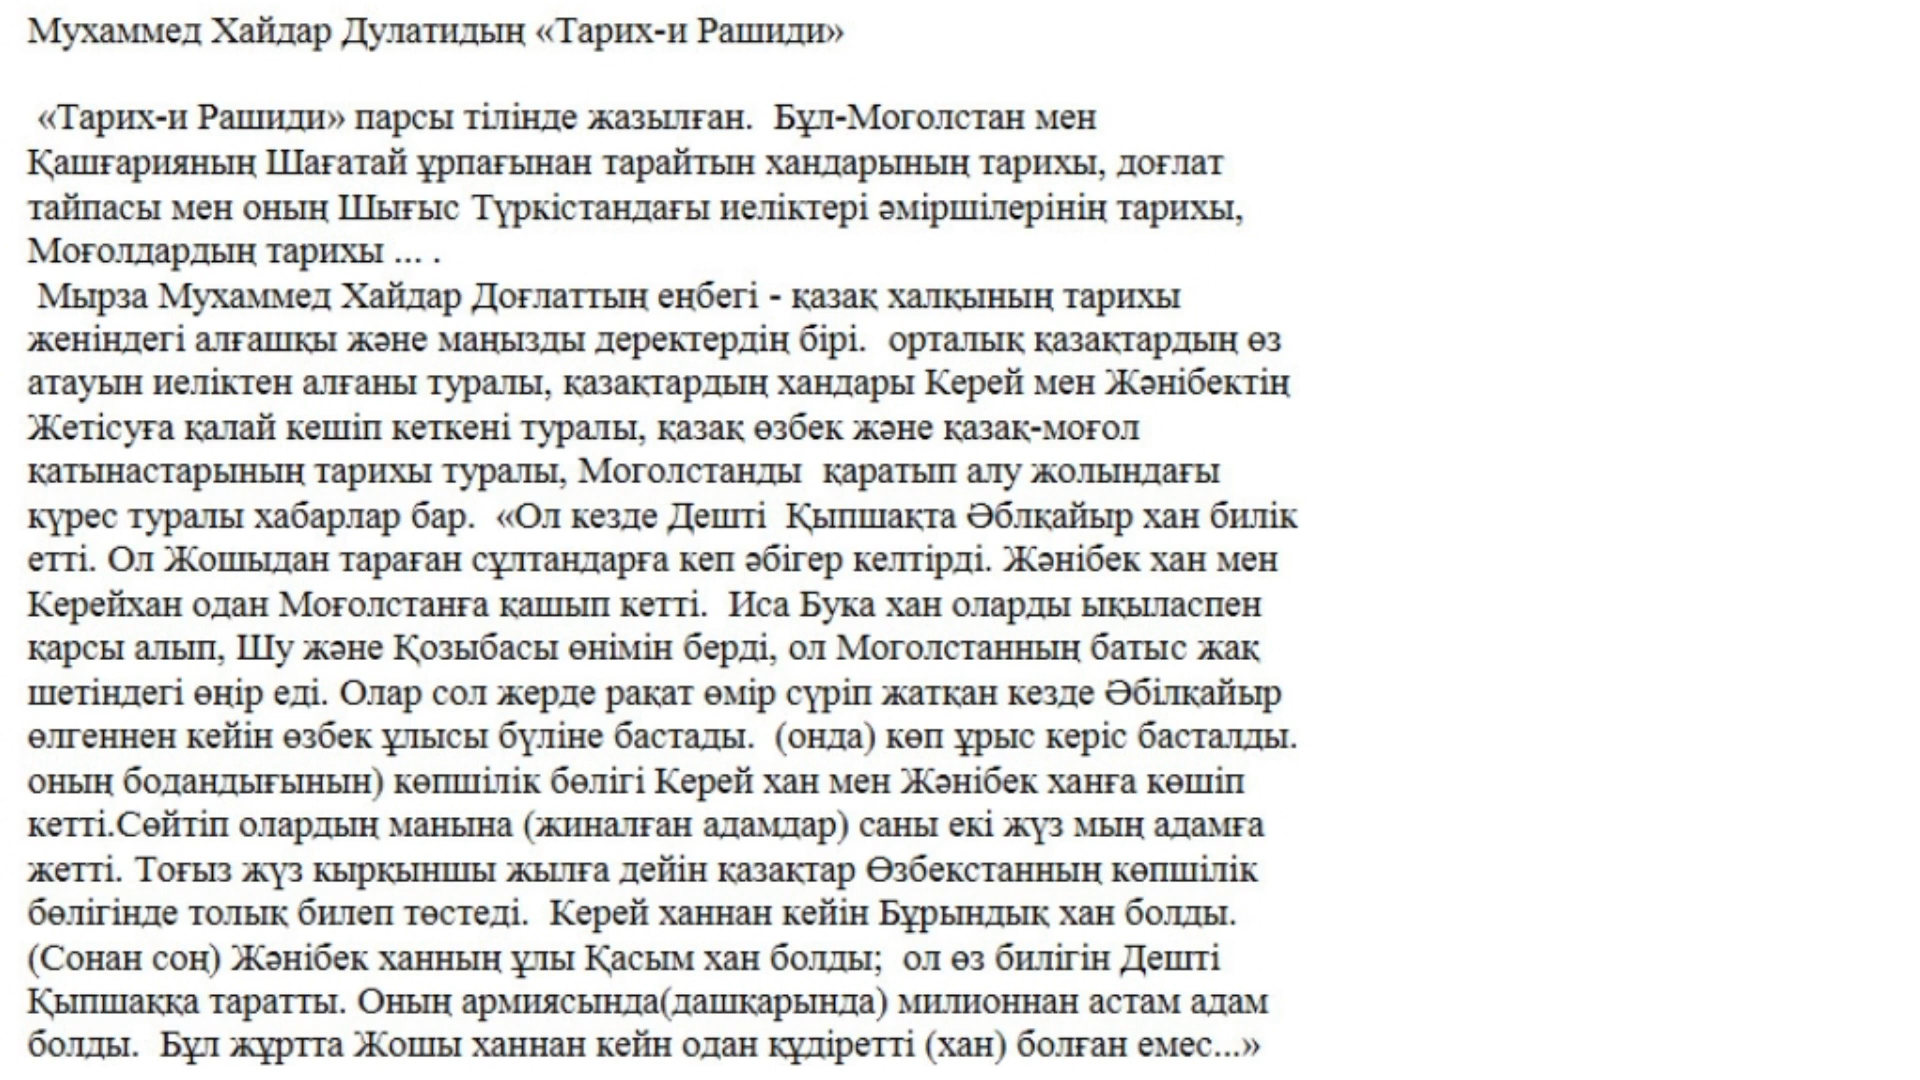 Мухаммед Хайдар Дулатидың «Тарих-и Рашиди»
«Тарих-и Рашиди» парсы тілінде жазылған. Бұл-Моголстан мен
Қашғарияның Шағатай ұрпағынан тарайтын хандарының тарихы, доғлат
тайпасы мен оның Шығыс Түркістандағы иеліктері әміршілерінің тарихы,
Моғолдардың тарихы ... .
Мырза Мухаммед Хайдар Доғлаттың еңбегі - қазақ халқының тарихы
женіндегі алғашқы және маңызды деректердің бірі. орталық қазақтардың өз
атауын иеліктен алғаны туралы, қазақтардың хандары Керей мен Жәнібектің
Жетісуға қалай кешіп кеткені туралы, қазақ өзбек және қазақ-моғол
қатынастарының тарихы туралы, Моголстанды қаратып алу жолындағы
күрес туралы хабарлар бар. «Ол кезде Дешті Қыпшақта Әблқайыр хан билік
етті. Ол Жошыдан тараған сұлтандарға кеп әбігер келтірді. Жәнібек хан мен
Керейхан одан Моғолстанға қашып кетті. Иса Бука хан оларды ықыласпен
қарсы алып, Шу және Қозыбасы өнімін берді, ол Моголстанның батыс жақ
шетіндегі өңір еді. Олар сол жерде рақат өмір сүріп жатқан кезде Әбілқайыр
өлгеннен кейін өзбек ұлысы бүліне бастады. (онда) көп ұрыс керіс басталды.
оның бодандығынын) көпшілік бөлігі Керей хан мен Жәнібек ханға көшіп
кетті.Сөйтіп олардың манына (жиналған адамдар) саны екі жүз мың адамға
жетті. Тоғыз жүз кырқыншы жылға дейін қазақтар Өзбекстанның көпшілік
бөлігінде толық билеп төстеді. Керей ханнан кейін Бұрындық хан болды.
(Сонан соң) Жәнібек ханның ұлы Қасым хан болды; ол өз билігін Дешті
Қыпшаққа таратты. Оның армиясында(дашқарында) милионнан астам адам
болды. Бұл жұртта Жошы ханнан кейн одан құдіретті (хан) болған емес...»